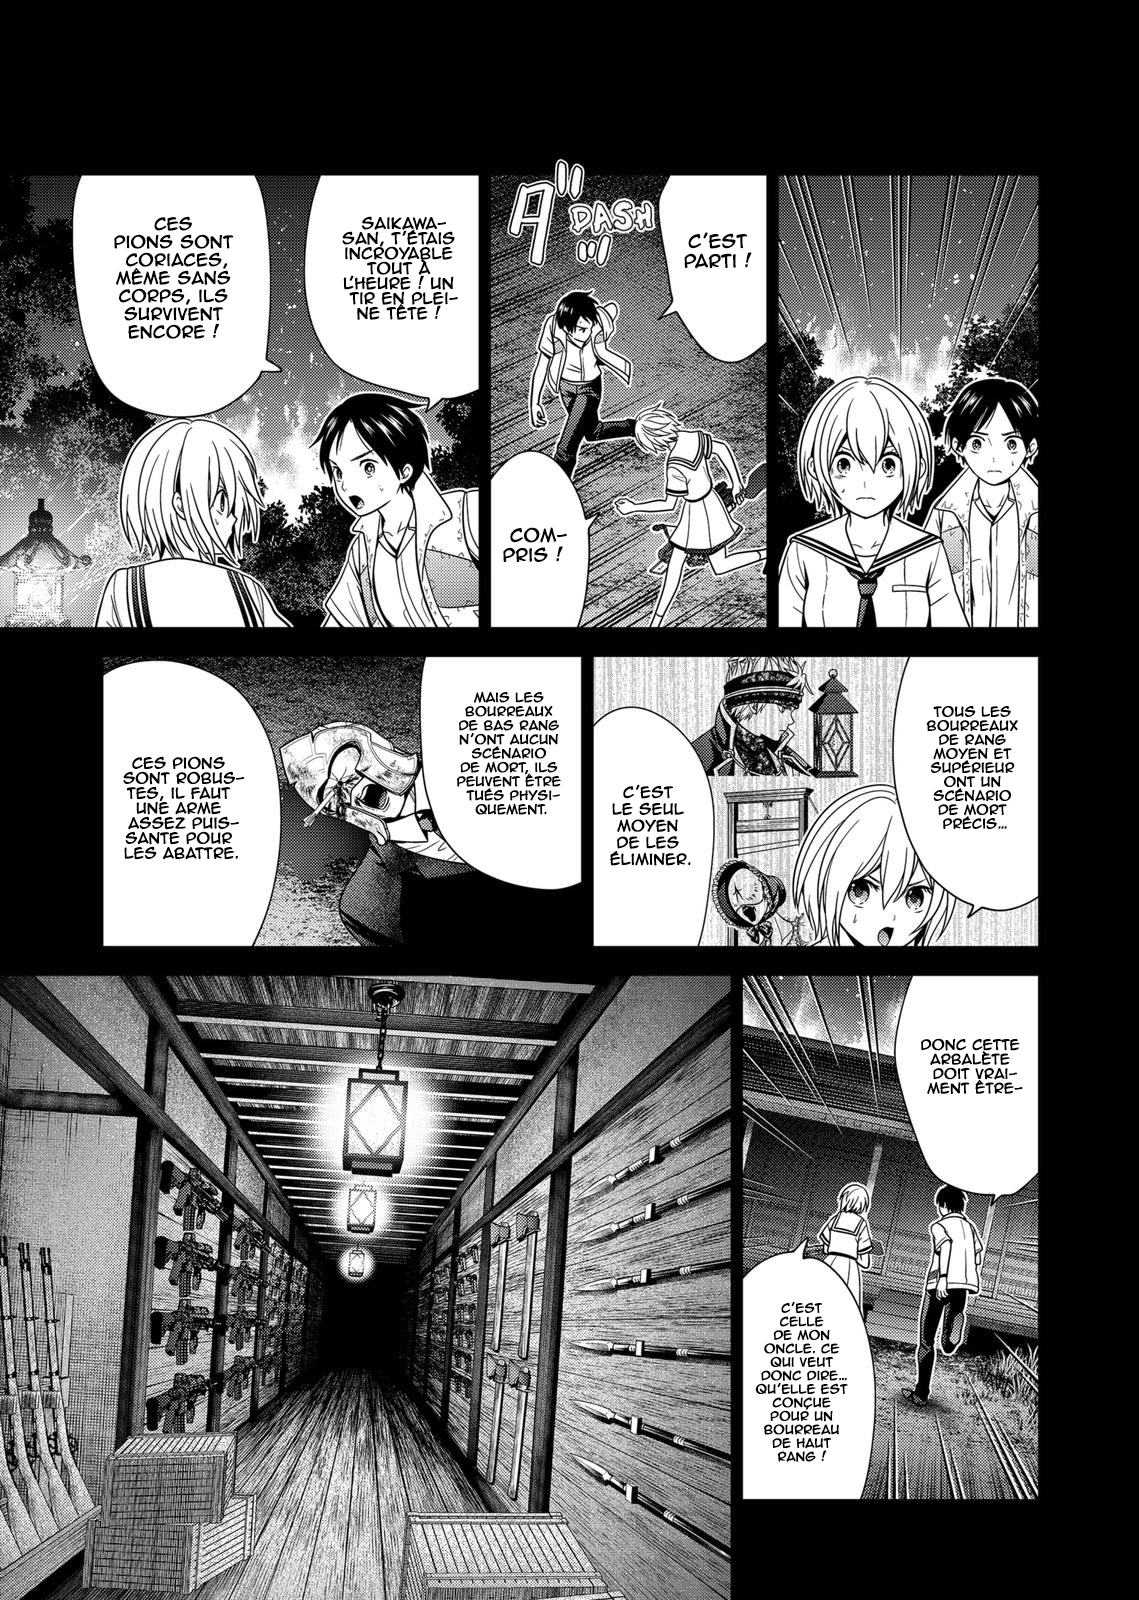 C'EST
PARTI !
DASH
COM-
PRIS !
SAIKAWA-
SAN, T'ÉTAIS
INCROYABLE
TOUT À
L'HEURE ! UN
TIR EN PLEI-
NE TÊTE !
CES
PIONS SONT
CORIACES,
MÊME SANS
CORPS, ILS
SURVIVENT
ENCORE !
TOUS LES
BOURREAUX
DE RANG
MOYEN ET
SUPÉRIEUR
ONT UN
SCÉNARIO
DE MORT
PRÉCIS...
C'EST
LE SEUL
MOYEN
DE LES
ÉLIMINER.
MAIS LES
BOURREAUX
DE BAS RANG
N'ONT AUCUN
SCÉNARIO
DE MORT, ILS
PEUVENT ÊTRE
TUÉS PHYSI-
QUEMENT.
CES PIONS
SONT ROBUS-
TES, IL FAUT
UNE ARME
ASSEZ PUIS-
SANTE POUR
LES ABATTRE.
DONC CETTE
ARBALÈTE
DOIT VRAI-
MENT ÊTRE-
C'EST
CELLE
DE MON
ONCLE. CE
QUI VEUT
DONC DIRE...
QU'ELLE EST
CONÇUE
POUR UN
BOURREAU
DE HAUT
RANG !